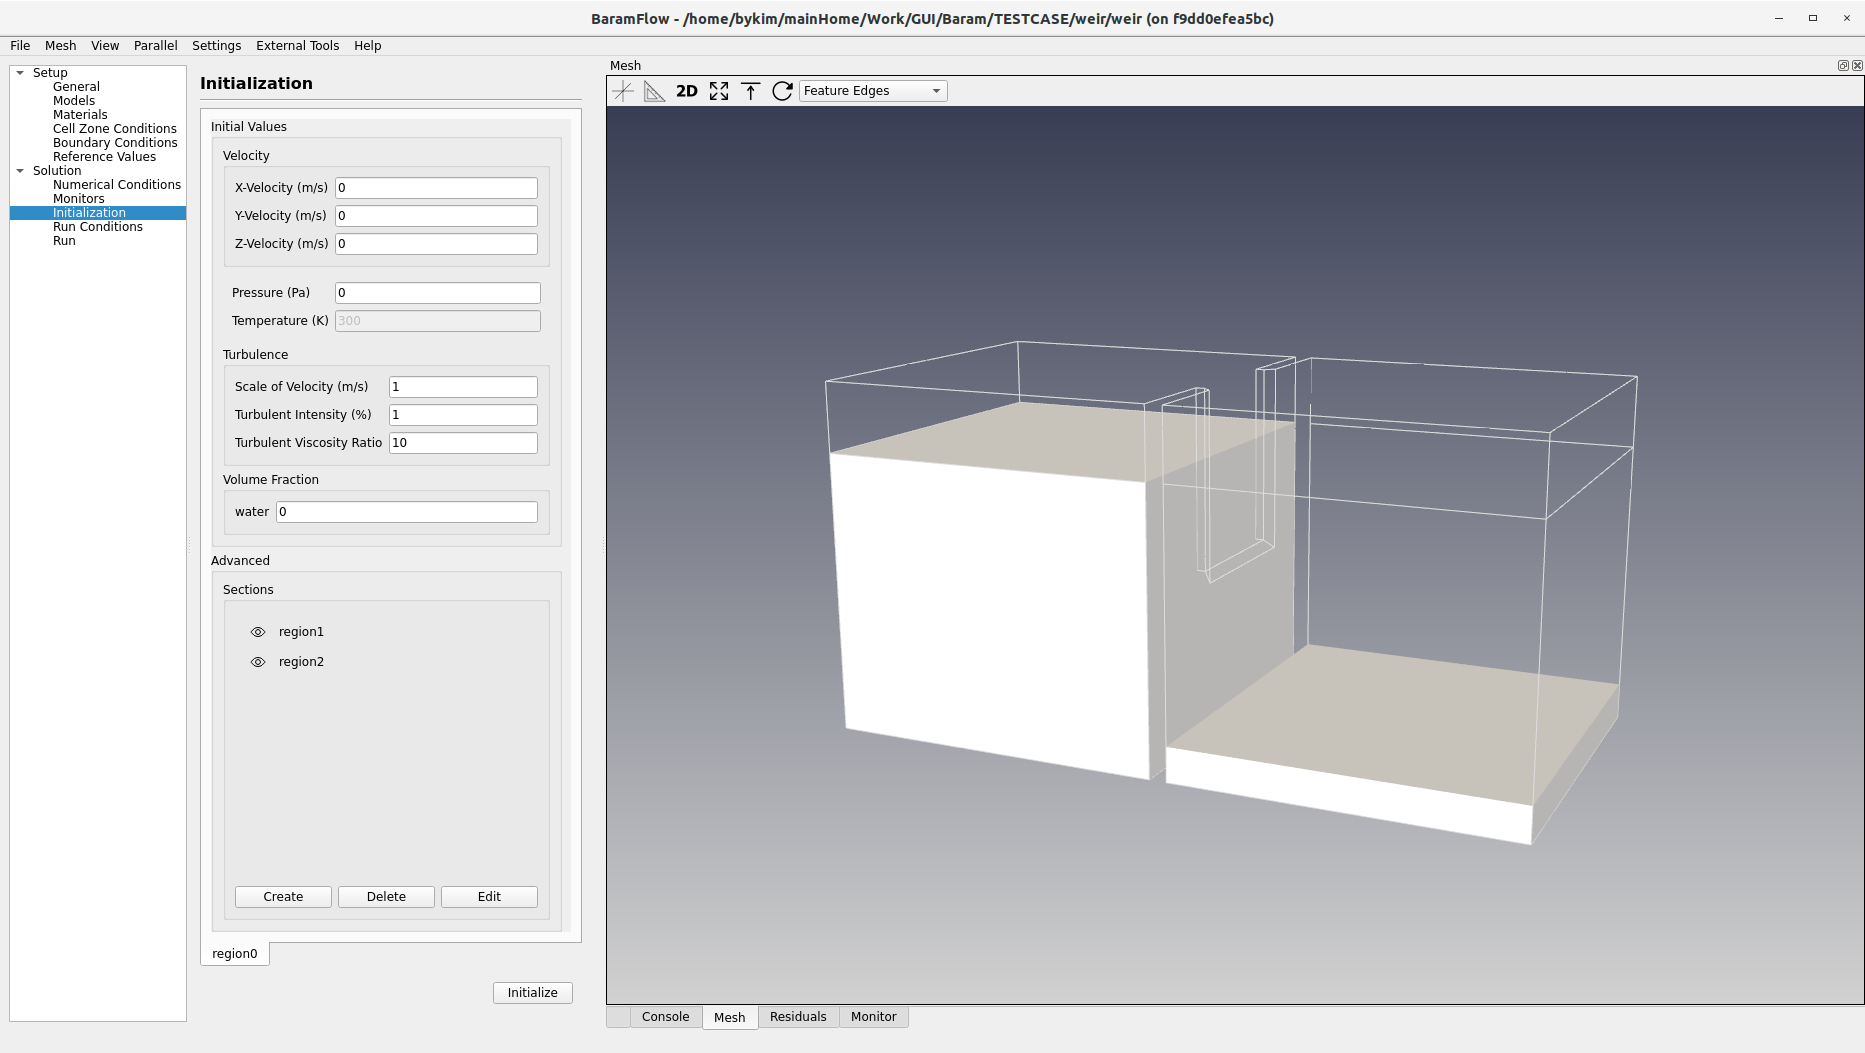 BaramFlow - /home/bykim/mainHome/Work/GUI/Baram/TESTCASE/weir/weir (on f9dd0efea5bc)
File Mesh View Parallel Settings External Tools Help
Setup
General
Models
Materials
Cell Zone Conditions
Boundary Conditions
Reference Values
Solution
Numerical Conditions
Monitors
Initialization
Run Conditions
Run
Initialization
Initial Values
Velocity
X-Velocity (m/s) 0
Y-Velocity (m/s) 0
Z-Velocity (m/s) 0
Pressure (Pa) 0
Temperature (K) 300
Turbulence
Scale of Velocity (m/s) 1
Turbulent Intensity (%) 1
Turbulent Viscosity Ratio 10
Volume Fraction
water 0
Advanced
Sections
region1
region2
Create Delete Edit
region0
Initialize
Mesh
2D Feature Edges
Console Mesh Residuals Monitor